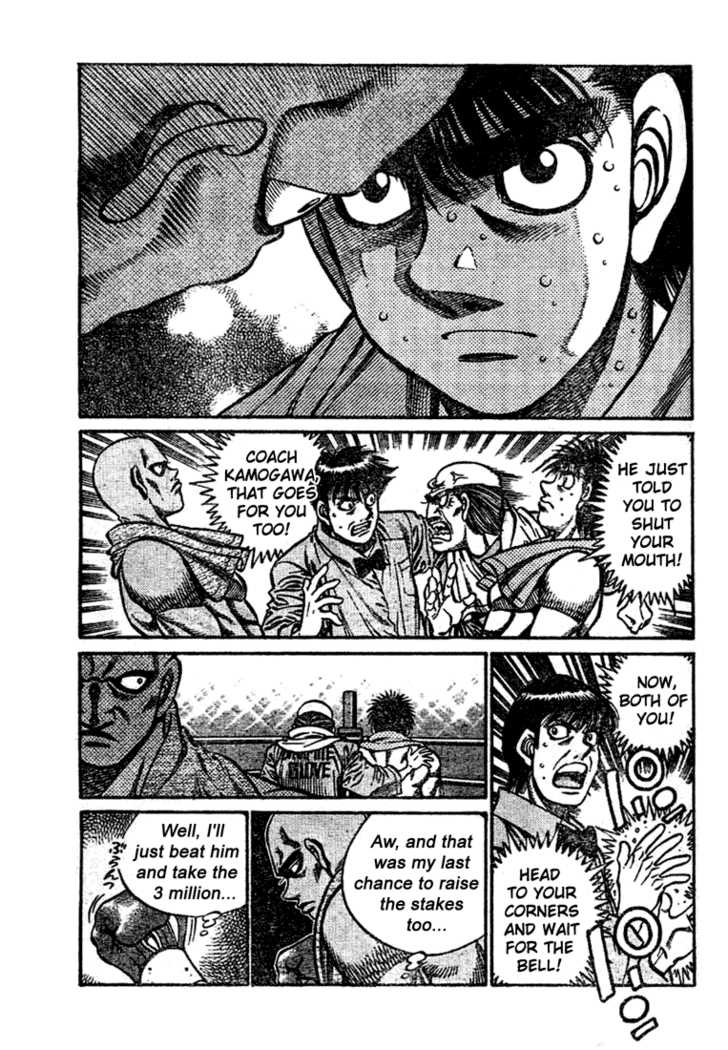 COACH
KAMOGAWA,
THAT GOES
FOR YOU
TOO!
HE JUST
TOLD
YOU TO
SHUT
YOUR
MOUTH!
NOW,
BOTH OF
YOU!
HEAD
TO YOUR
CORNERS
AND WAIT
FOR THE
BELL!
Well, I'll
just beat him
and take the
3 million...
Aw, and that
was my last
chance to raise
the stakes
too...